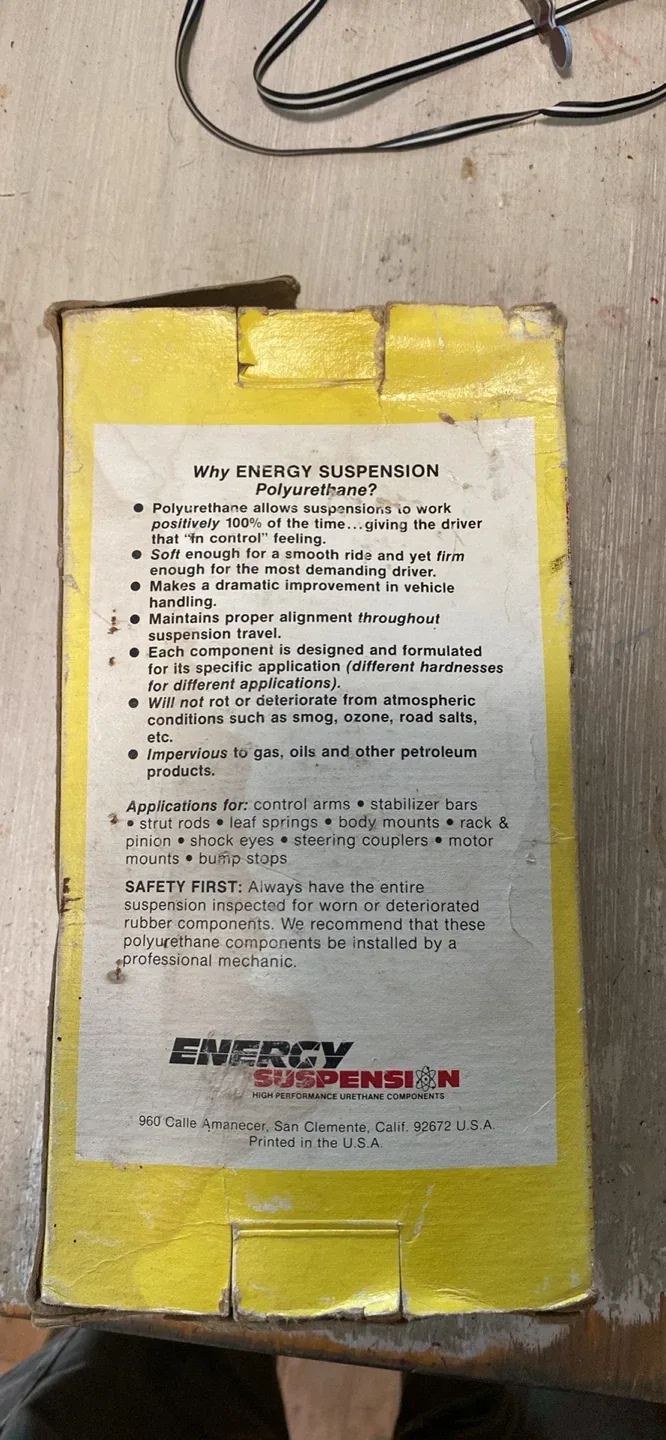 Why ENERGY SUSPENSION
Polyurethane?
● Polyurethane allows suspensions to work
positively 100% of the time...giving the driver
that "in control" feeling.
● Soft enough for a smooth ride and yet firm
enough for the most demanding driver.
● Makes a dramatic improvement in vehicle
handling.
● Maintains proper alignment throughout
suspension travel.
● Each component is designed and formulated
for its specific application (different hardnesses
for different applications).
● Will not rot or deteriorate from atmospheric
conditions such as smog, ozone, road salts,
etc.
● Impervious to gas, oils and other petroleum
products.
Applications for: control arms • stabilizer bars
• strut rods • leaf springs • body mounts • rack &
pinion • shock eyes • steering couplers • motor
mounts • bump stops
SAFETY FIRST: Always have the entire
suspension inspected for worn or deteriorated
rubber components. We recommend that these
polyurethane components be installed by a
professional mechanic.
ENERGY
SUSPENSION
HIGH PERFORMANCE URETHANE COMPONENTS
960 Calle Amanecer, San Clemente, Calif. 92672 U.S.A.
Printed in the U.S.A.